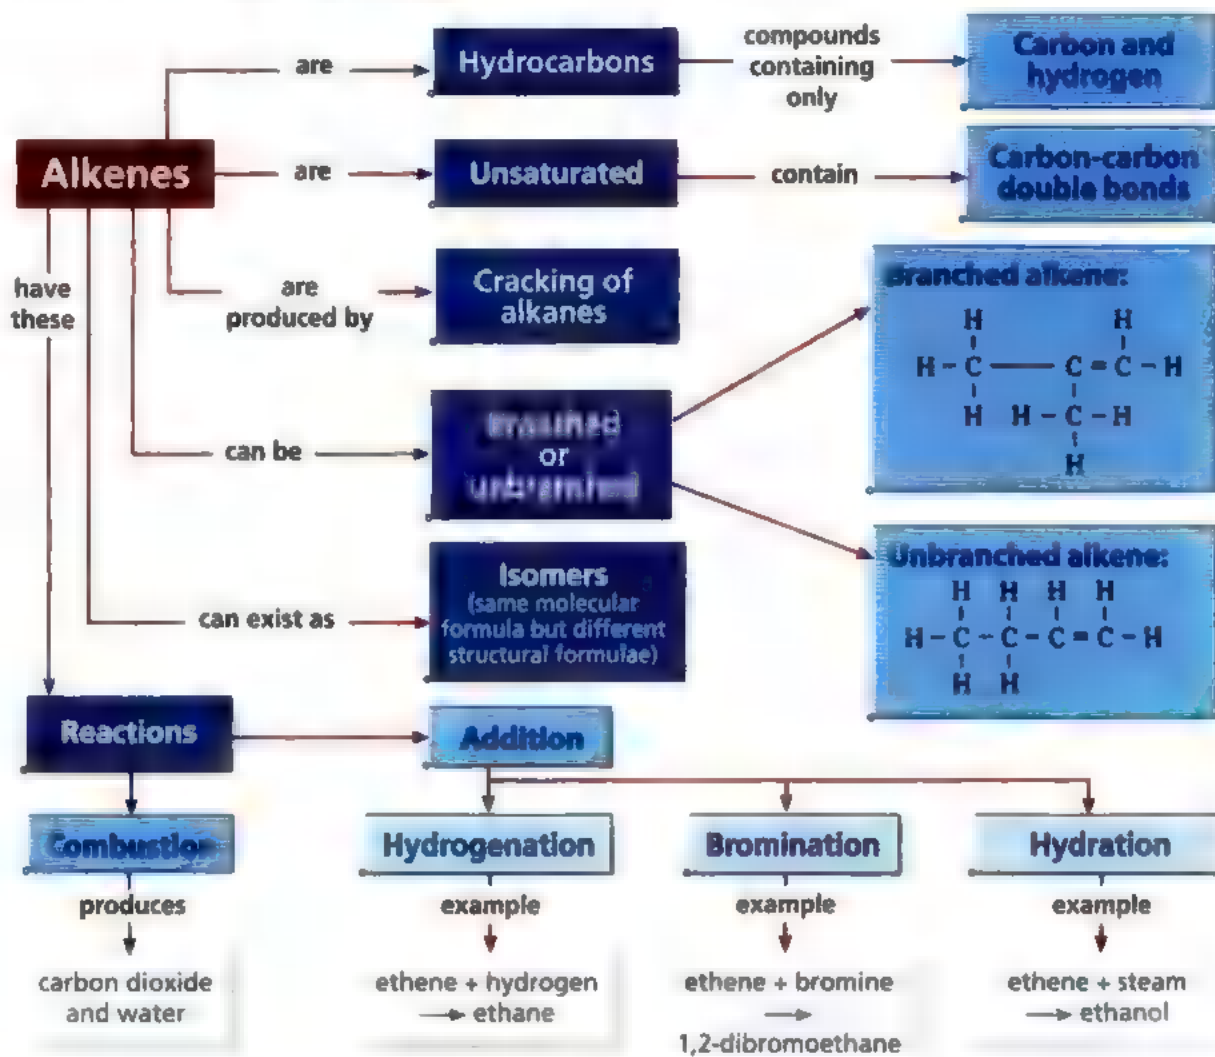 Alkenes
are
Hydrocarbons
compounds
containing
only
Carbon and
hydrogen
are
Unsaturated
contain
Carbon-carbon
double bonds
are
produced by
Cracking of
alkanes
can be
or
Branched alkene:
H H
H – C — C = C – H
H H – C – H
H
Unbranched alkene:
H H H H
H – C – C – C = C – H
H H
can exist as
Isomers
(same molecular
formula but different
structural formulae)
have
these
Reactions
Addition
Combustion
produces
carbon dioxide
and water
Hydrogenation
example
ethene + hydrogen
→ ethane
Bromination
example
ethene + bromine
→
1,2-dibromoethane
Hydration
example
ethene + steam
→ ethanol